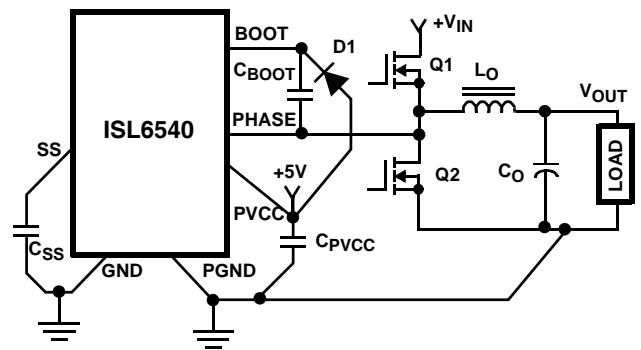 BOOT
D1
+VIN
CBOOT
Q1
LO
VOUT
ISL6540
PHASE
SS
+5V
Q2
CO
LOAD
PVCC
CSS
CPVCC
GND
PGND